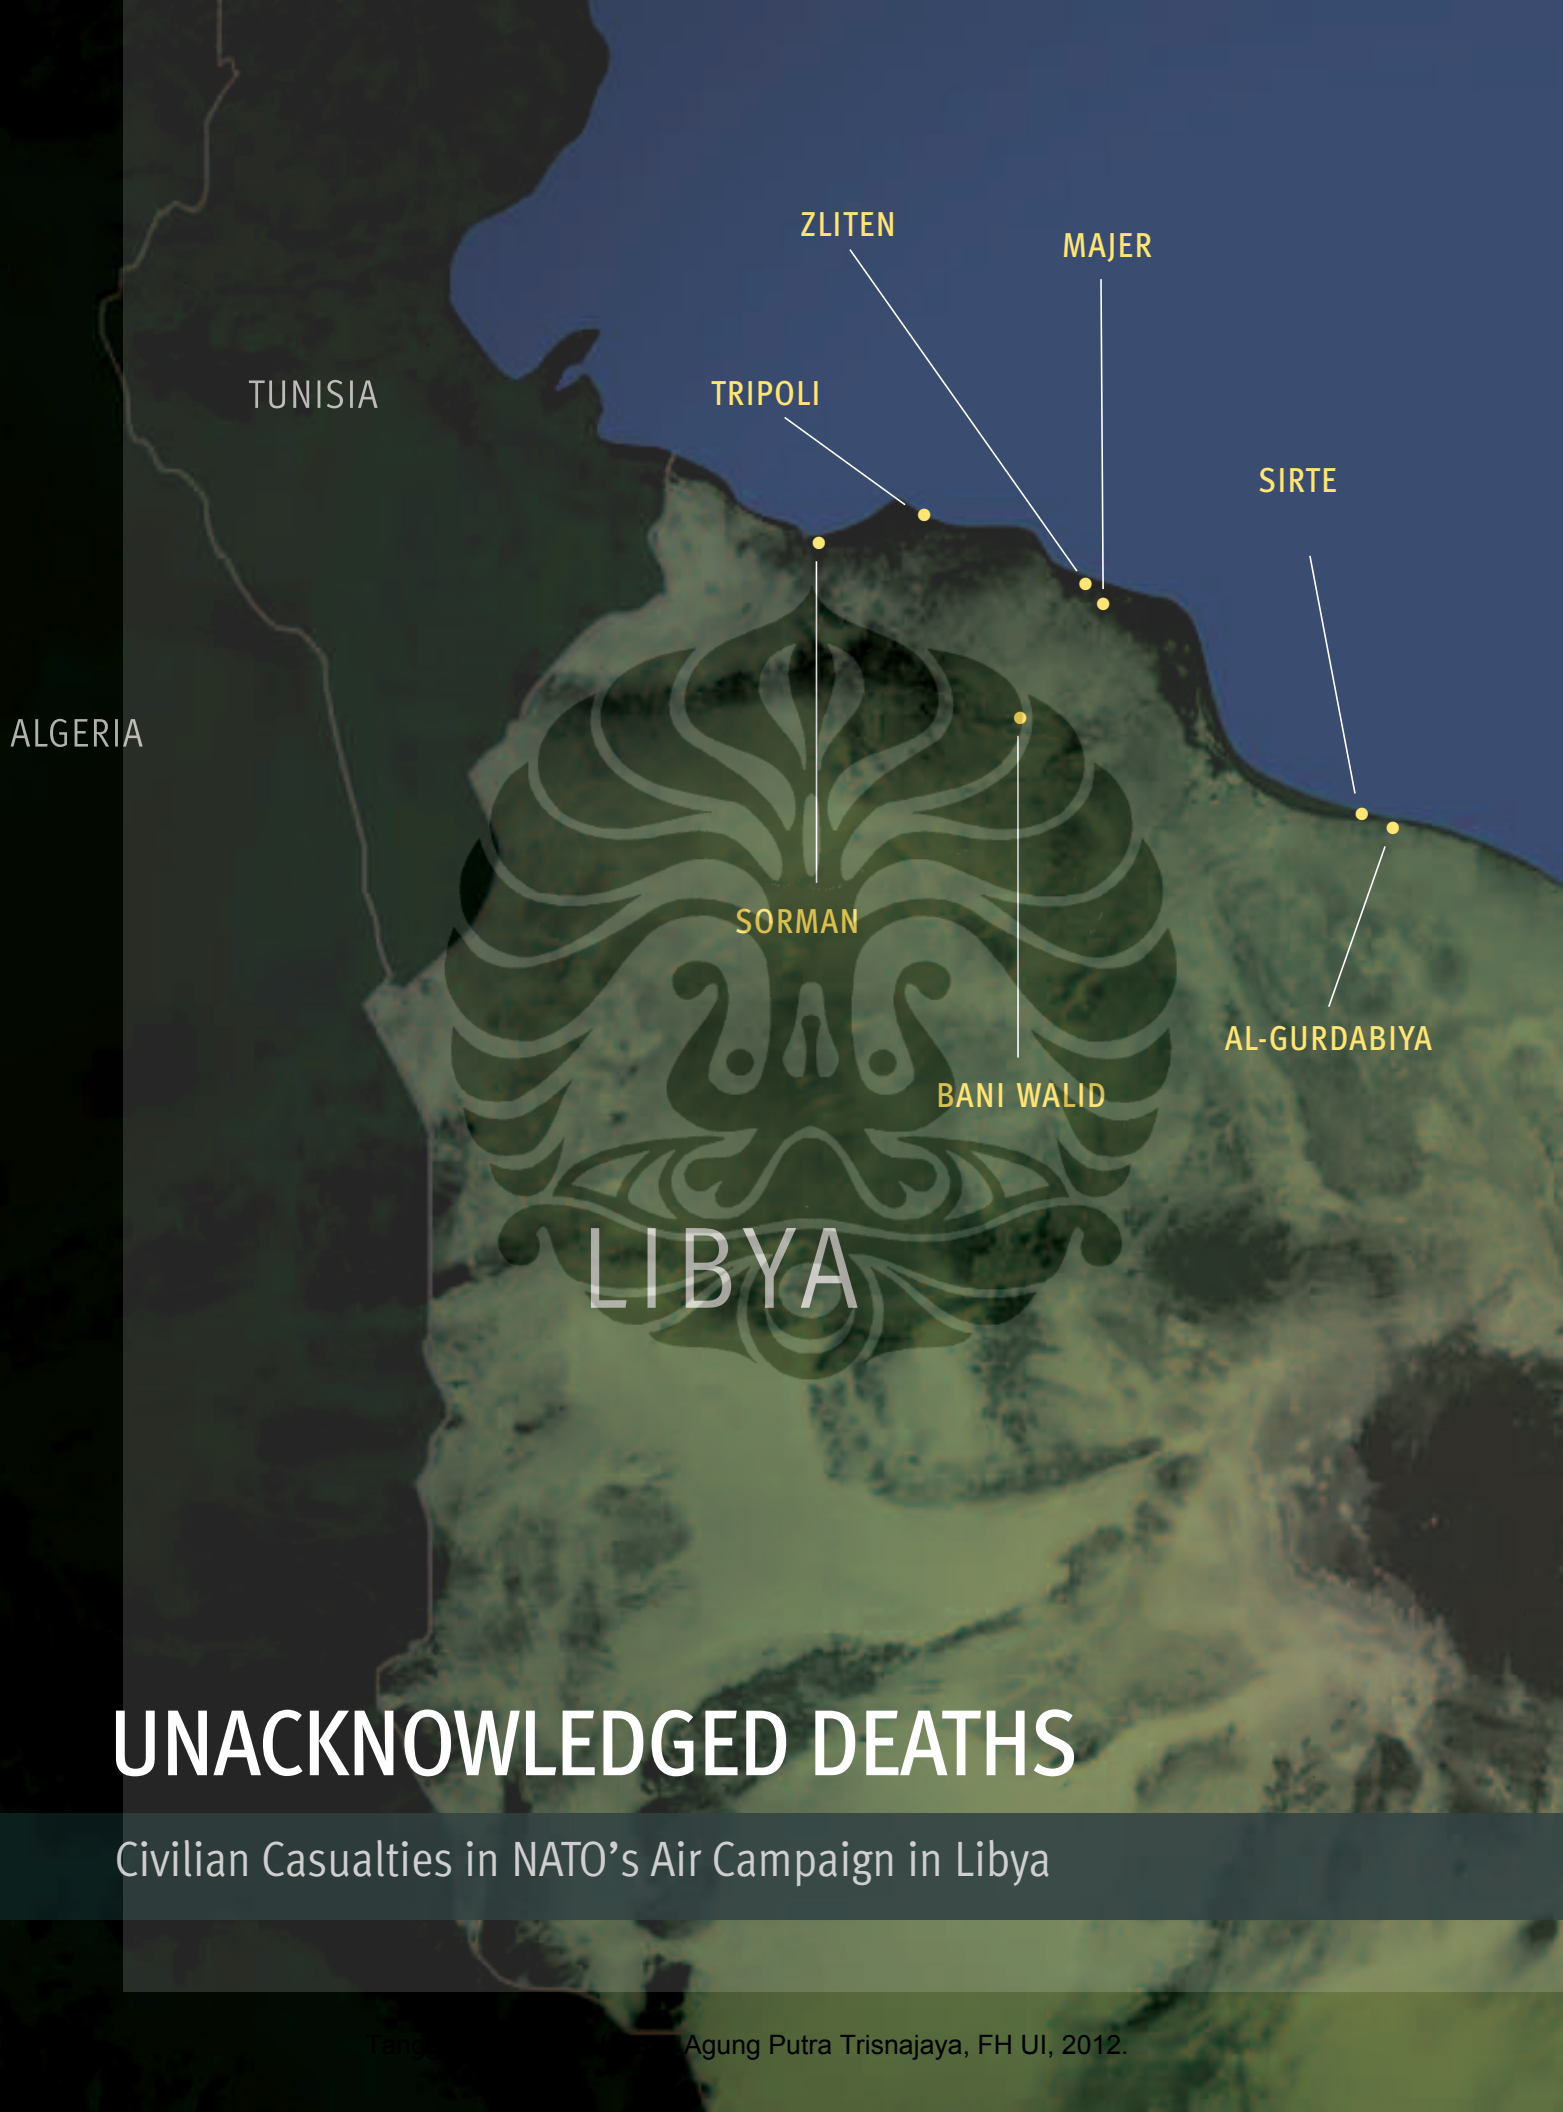 ZLITEN
MAJER
TUNISIA
TRIPOLI
SIRTE
ALGERIA
SORMAN
AL-GURDABIYA
BANI WALID
LIBYA
UNACKNOWLEDGED DEATHS
Civilian Casualties in NATO’s Air Campaign in Libya
Agung Putra Trisnajaya, FH UI, 2012.